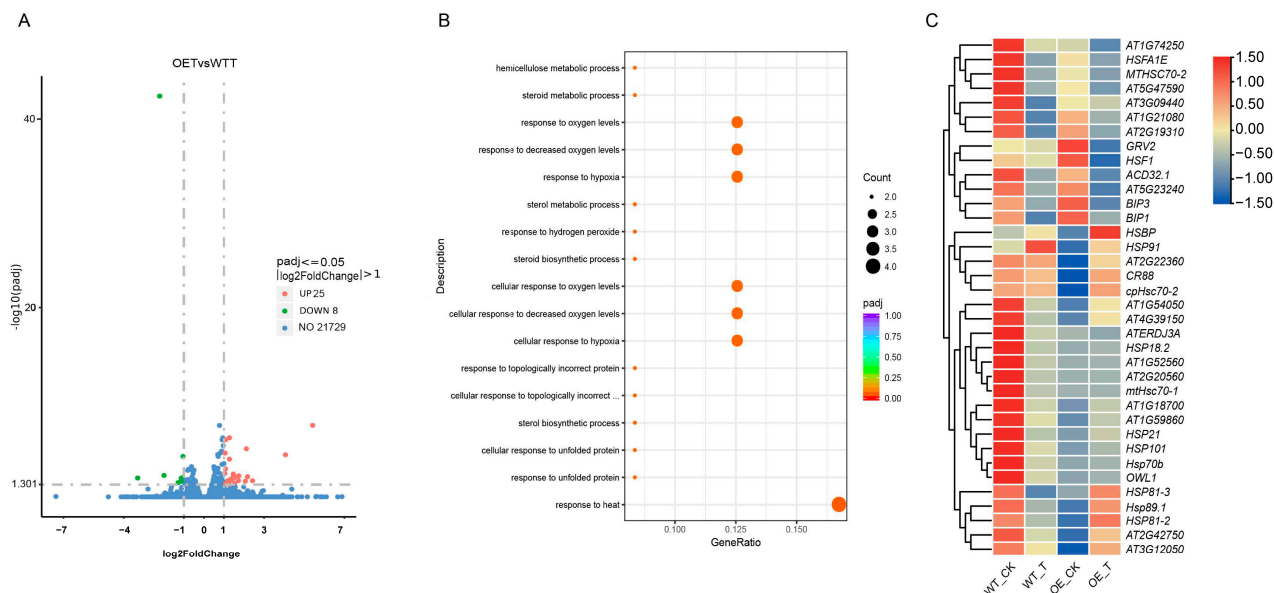 A
OETvsWTT
-log10(padj)
40
20
1.301
-7
-4
-1
0
1
3
7
log2FoldChange
padj<=0.05
|log2FoldChange|>1
UP 25
DOWN 8
NO 21729
B
Description
hemicellulose metabolic process
steroid metabolic process
response to oxygen levels
response to decreased oxygen levels
response to hypoxia
sterol metabolic process
response to hydrogen peroxide
steroid biosynthetic process
cellular response to oxygen levels
cellular response to decreased oxygen levels
cellular response to hypoxia
response to topologically incorrect protein
cellular response to topologically incorrect ...
sterol biosynthetic process
cellular response to unfolded protein
response to unfolded protein
response to heat
0.100
0.125
0.150
GeneRatio
Count
2.0
2.5
3.0
3.5
4.0
padj
1.00
0.75
0.50
0.25
0.00
C
AT1G74250
HSFA1E
MTHSC70-2
AT5G47590
AT3G09440
AT1G21080
AT2G19310
GRV2
HSF1
ACD32.1
AT5G23240
BIP3
BIP1
HSBP
HSP91
AT2G22360
CR88
cpHsc70-2
AT1G54050
AT4G39150
ATERDJ3A
HSP18.2
AT1G52560
AT2G20560
mtHsc70-1
AT1G18700
AT1G59860
HSP21
HSP101
Hsp70b
OWL1
HSP81-3
Hsp89.1
HSP81-2
AT2G42750
AT3G12050
WT_CK
WT_T
OE_CK
OE_T
1.50
1.00
0.50
0.00
−0.50
−1.00
−1.50